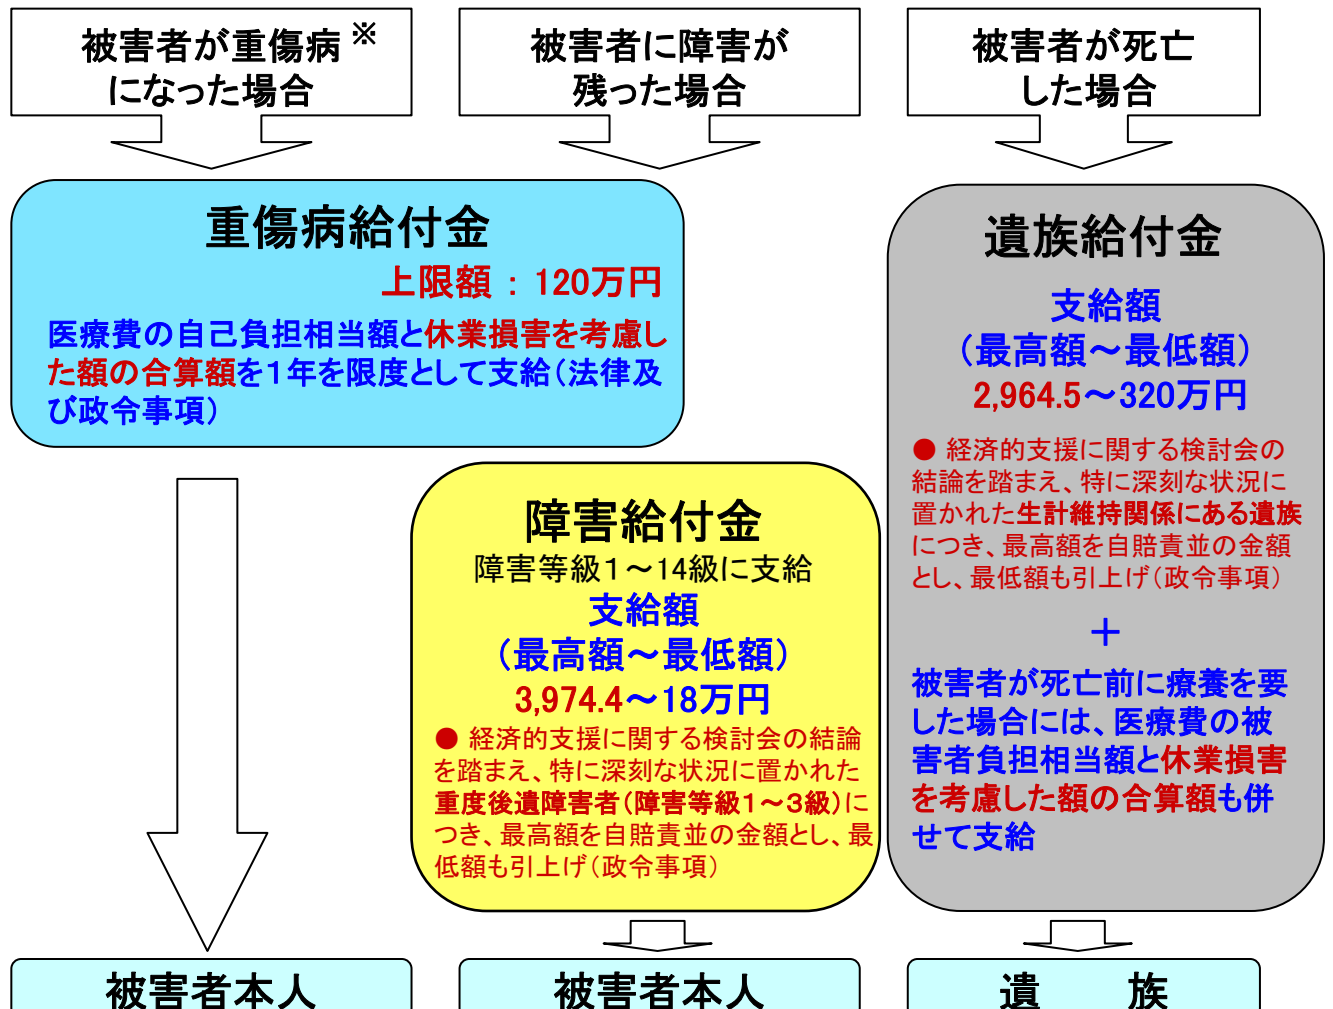 被害者が重傷病※
になった場合
被害者に障害が
残った場合
被害者が死亡
した場合
重傷病給付金
上限額：120万円
医療費の自己負担相当額と休業損害を考慮し
た額の合算額を１年を限度として支給（法律及
び政令事項）
障害給付金
障害等級１～14級に支給
支給額
（最高額～最低額）
3,974.4～18万円
● 経済的支援に関する検討会の結論
を踏まえ、特に深刻な状況に置かれた
重度後遺障害者（障害等級１～３級）に
つき、最高額を自賠責並の金額とし、最
低額も引上げ（政令事項）
遺族給付金
支給額
（最高額～最低額）
2,964.5～320万円
● 経済的支援に関する検討会の
結論を踏まえ、特に深刻な状況に
置かれた生計維持関係にある遺族
につき、最高額を自賠責並の金額
とし、最低額も引上げ（政令事項）
＋
被害者が死亡前に療養を要
した場合には、医療費の被
害者負担相当額と休業損害
を考慮した額の合算額も併
せて支給
被害者本人
被害者本人
遺　族